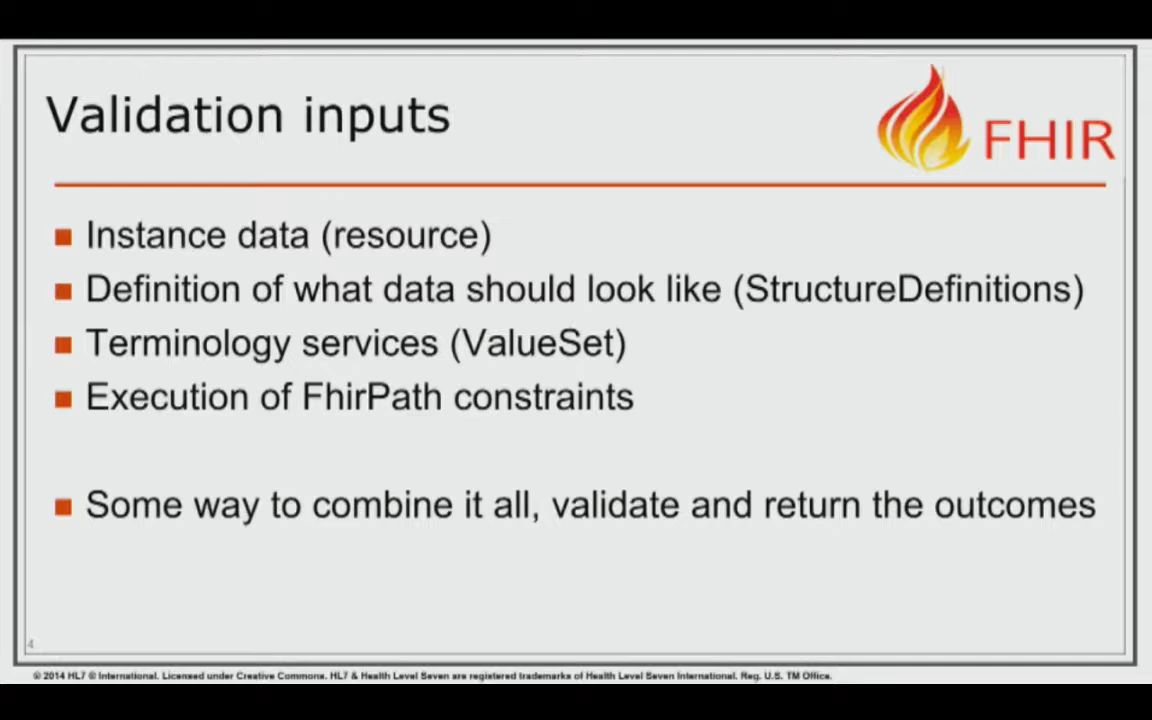 Validation inputs
FHIR
Instance data (resource)
Definition of what data should look like (StructureDefinitions)
Terminology services (ValueSet)
Execution of FhirPath constraints
Some way to combine it all, validate and return the outcomes
4
© 2014 HL7 ® International. Licensed under Creative Commons. HL7 & Health Level Seven are registered trademarks of Health Level Seven International. Reg. U.S. TM Office.